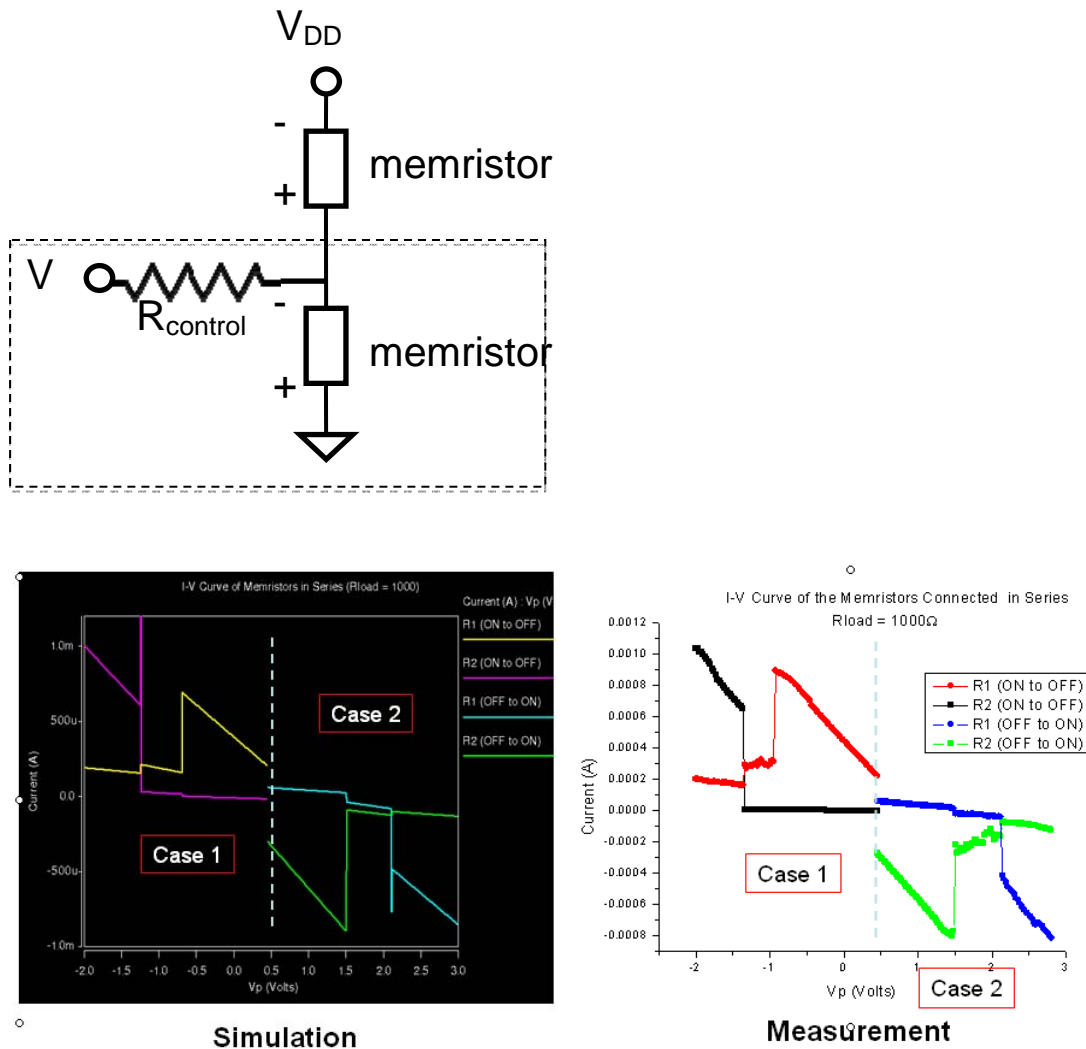 VDD
-
memristor
+
V
Rcontrol
-
memristor
+
I-V Curve of Memristors in Series (Rload = 1000)
Current (A) : Vp (V
R1 (ON to OFF)
R2 (ON to OFF)
R1 (OFF to ON)
R2 (OFF to ON)
Case 2
Case 1
Current (A)
1.0m
500u
0.0
-500u
-1.0m
-2.0 -1.5 -1.0 -0.5 0.0 0.5 1.0 1.5 2.0 2.5 3.0
Vp (Volts)
Simulation
I-V Curve of the Memristors Connected in Series
Rload = 1000Ω
R1 (ON to OFF)
R2 (ON to OFF)
R1 (OFF to ON)
R2 (OFF to ON)
Current (A)
0.0012
0.0010
0.0008
0.0006
0.0004
0.0002
0.0000
-0.0002
-0.0004
-0.0006
-0.0008
Case 1
-2 -1 0 1 2 3
Vp (Volts)
Case 2
Measurement